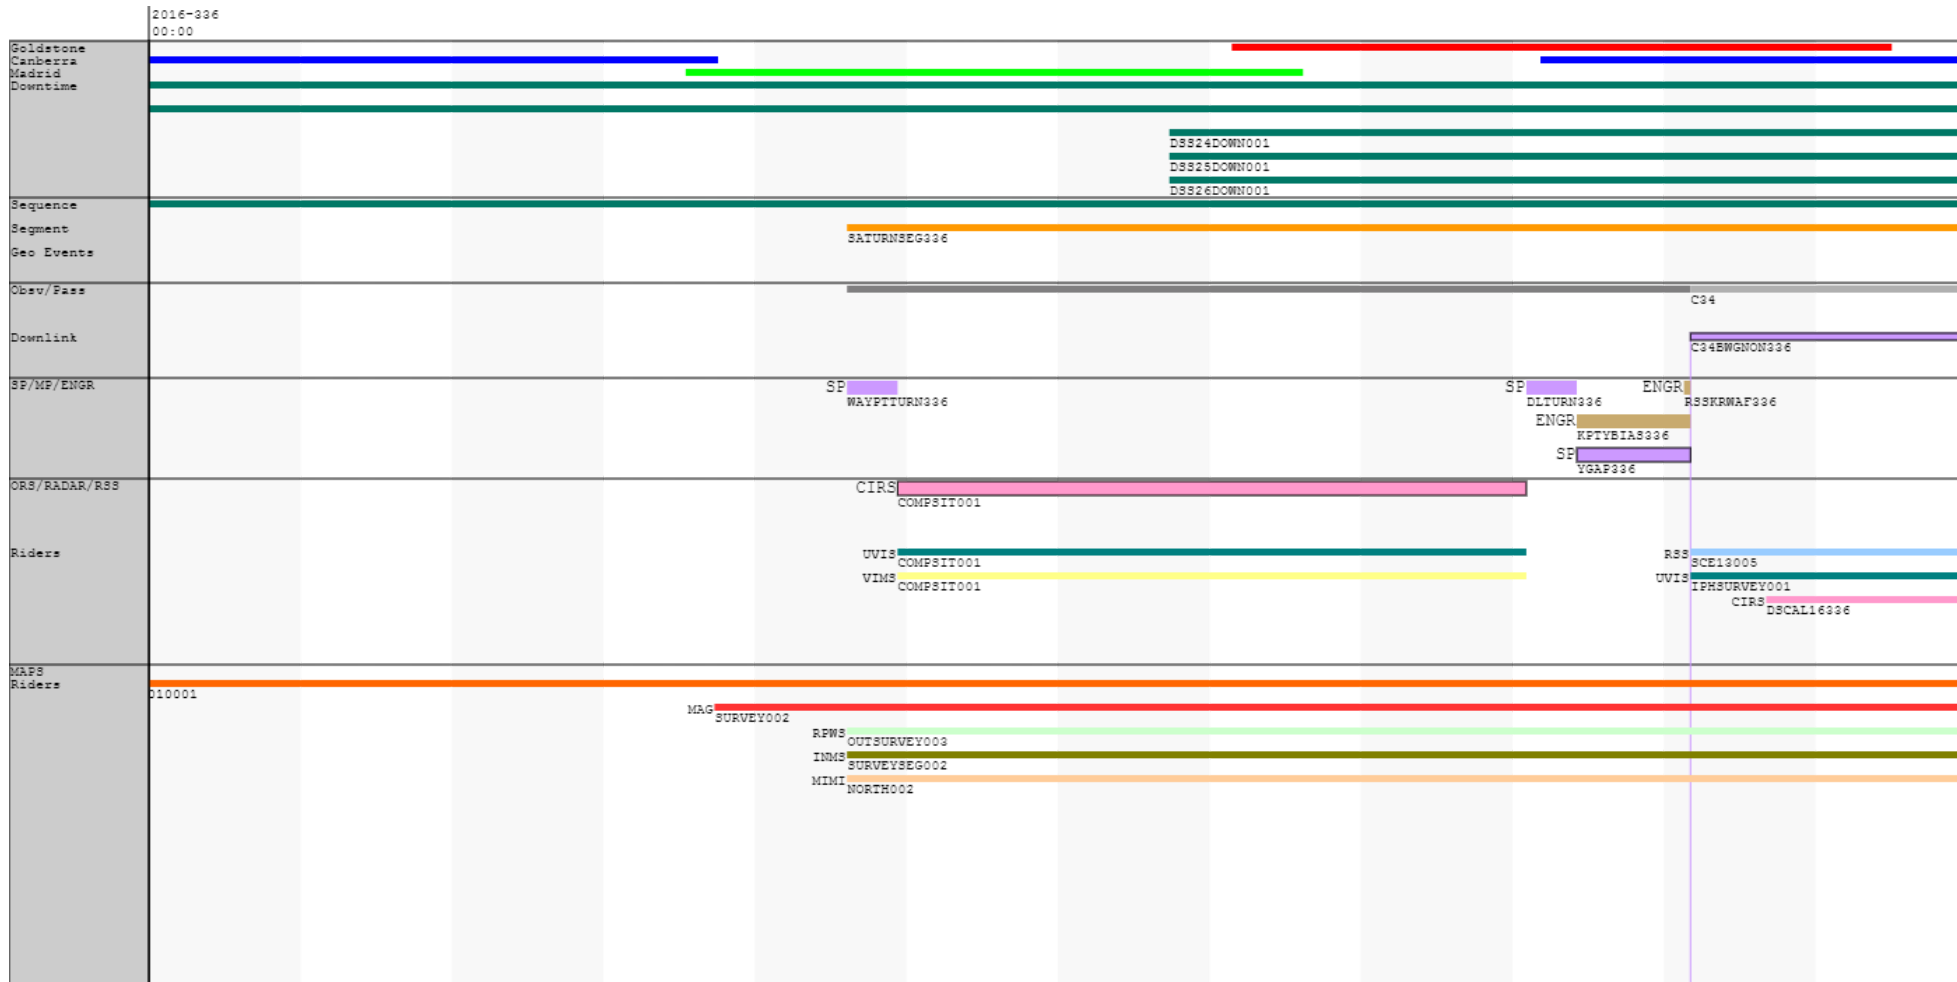 2016-336
00:00
Goldstone
Canberra
Madrid
Downtime
DSS24DOWN001
DSS25DOWN001
DSS26DOWN001
Sequence
Segment
SATURNSEG336
Geo Events
Obsv/Pass
C34
Downlink
C34BWGNON336
SP/MP/ENGR
SP
SP
ENGR
WAYPTTURN336
DLTURN336
RSSKRWAF336
ENGR
KPTYBIAS336
SP
YGAP336
ORS/RADAR/RSS
CIRS
COMPSIT001
Riders
UVIS
RSS
COMPSIT001
SCE13005
VIMS
UVIS
COMPSIT001
IPHSURVEY001
CIRS
DSCAL16336
MAPS
Riders
010001
MAG
SURVEY002
RPWS
OUTSURVEY003
INMS
SURVEYSEG002
MIMI
NORTH002